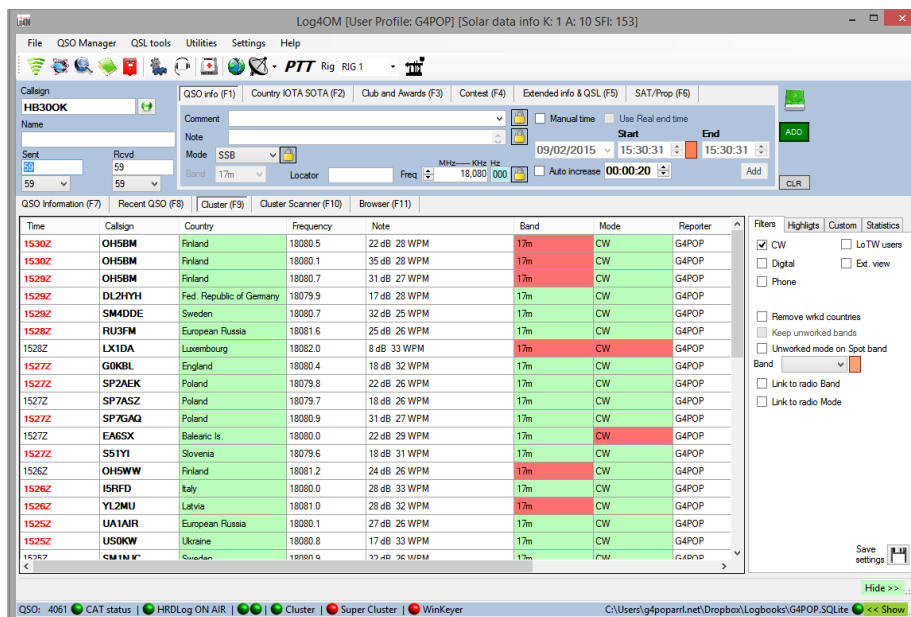 Log4OM [User Profile: G4POP] [Solar data info K: 1 A: 10 SFI: 153]
File QSO Manager QSL tools Utilities Settings Help
PTT Rig RIG 1
Callsign
HB30OK
Name
Sent Rcvd
59 59
59 59
QSO info (F1) Country IOTA SOTA (F2) Club and Awards (F3) Contest (F4) Extended info & QSL (F5) SAT/Prop (F6)
Comment Manual time Use Real end time
Note Start End
09/02/2015 15:30:31 15:30:31
Mode SSB
MHz---- KHz Hz
Band 17m Locator Freq 18,080 000 Auto increase 00:00:20 Add
ADD
CLR
QSO Information (F7) Recent QSO (F8) Cluster (F9) Cluster Scanner (F10) Browser (F11)
Time Callsign Country Frequency Note Band Mode Reporter
1530Z OH5BM Finland 18080.5 22 dB 28 WPM 17m CW G4POP
1530Z OH5BM Finland 18080.1 35 dB 28 WPM 17m CW G4POP
1529Z OH5BM Finland 18080.7 31 dB 27 WPM 17m CW G4POP
1529Z DL2HYH Fed. Republic of Germany 18079.9 17 dB 28 WPM 17m CW G4POP
1529Z SM4DDE Sweden 18080.7 32 dB 25 WPM 17m CW G4POP
1528Z RU3FM European Russia 18081.6 25 dB 26 WPM 17m CW G4POP
1528Z LX1DA Luxembourg 18082.0 8 dB 33 WPM 17m CW G4POP
1527Z G0KBL England 18080.4 18 dB 32 WPM 17m CW G4POP
1527Z SP2AEK Poland 18079.8 22 dB 26 WPM 17m CW G4POP
1527Z SP7ASZ Poland 18079.7 18 dB 26 WPM 17m CW G4POP
1527Z SP7GAQ Poland 18080.9 31 dB 27 WPM 17m CW G4POP
1527Z EA6SX Balearic Is. 18080.0 22 dB 29 WPM 17m CW G4POP
1527Z S51YI Slovenia 18079.6 18 dB 31 WPM 17m CW G4POP
1526Z OH5WW Finland 18081.2 24 dB 26 WPM 17m CW G4POP
1526Z I5RFD Italy 18080.0 28 dB 33 WPM 17m CW G4POP
1526Z YL2MU Latvia 18081.0 28 dB 32 WPM 17m CW G4POP
1525Z UA1AIR European Russia 18080.1 27 dB 26 WPM 17m CW G4POP
1525Z US0KW Ukraine 18080.8 17 dB 33 WPM 17m CW G4POP
1525Z SM1NJC Sweden 18080.9 32 dB 26 WPM 17m CW G4POP
Filters Highligts Custom Statistics
CW LoTW users
Digital Ext. view
Phone
Remove wrkd countries
Keep unworked bands
Unworked mode on Spot band
Band
Link to radio Band
Link to radio Mode
Save settings
Hide >>
QSO: 4061 CAT status | HRDLog ON AIR | | Cluster | Super Cluster | WinKeyer C:\Users\g4poparrl.net\Dropbox\Logbooks\G4POP.SQLite << Show